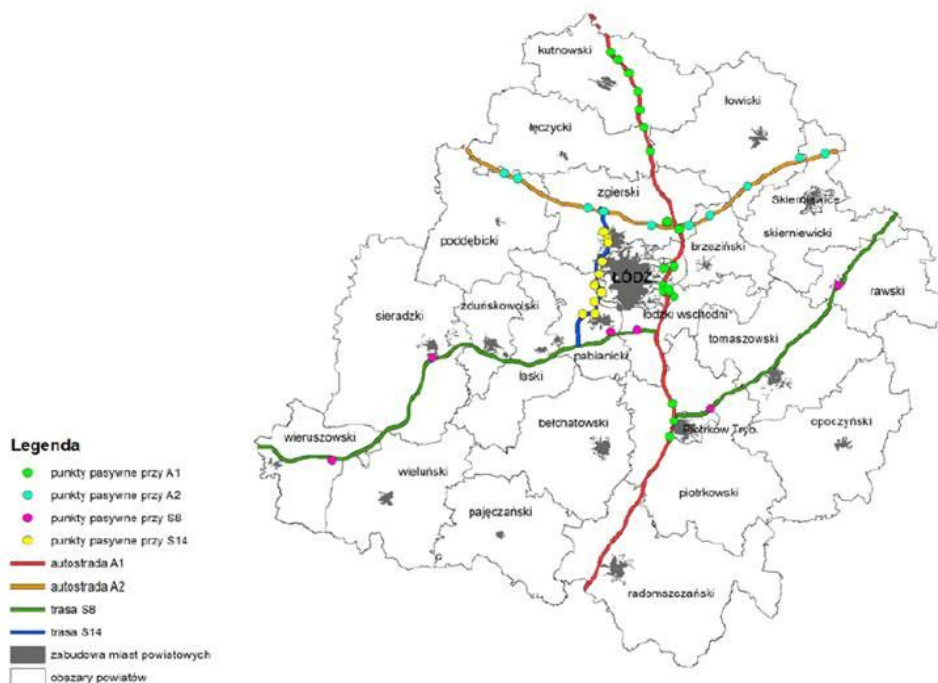 kutnowski
łowicki
łęczycki
zgierski
Skierniewice
skierniewicki
brzeziński
poddębicki
ŁÓDŹ
rawski
zduńskowolski
sieradzki
łódzki wschodni
tomaszowski
pabianicki
łaski
bełchatowski
Piotrków Tryb.
opoczyński
wieruszowski
wieluński
piotrkowski
pajęczański
radomszczański
Legenda
punkty pasywne przy A1
punkty pasywne przy A2
punkty pasywne przy S8
punkty pasywne przy S14
autostrada A1
autostrada A2
trasa S8
trasa S14
zabudowa miast powiatowych
obszary powiatów